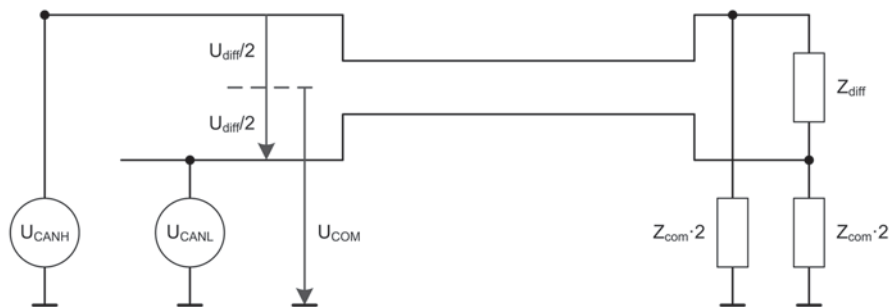 U_diff/2
U_diff/2
Z_diff
U_CANH
U_CANL
U_COM
Z_com·2
Z_com·2